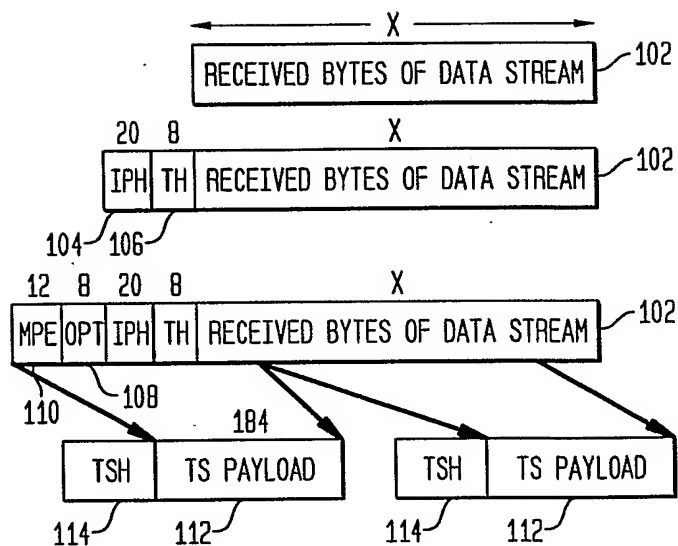 X
RECEIVED BYTES OF DATA STREAM 102
20 8 X
IPH TH RECEIVED BYTES OF DATA STREAM 102
104 106
12 8 20 8 X
MPE OPT IPH TH RECEIVED BYTES OF DATA STREAM 102
110 108
184
TSH TS PAYLOAD TSH TS PAYLOAD
114 112 114 112